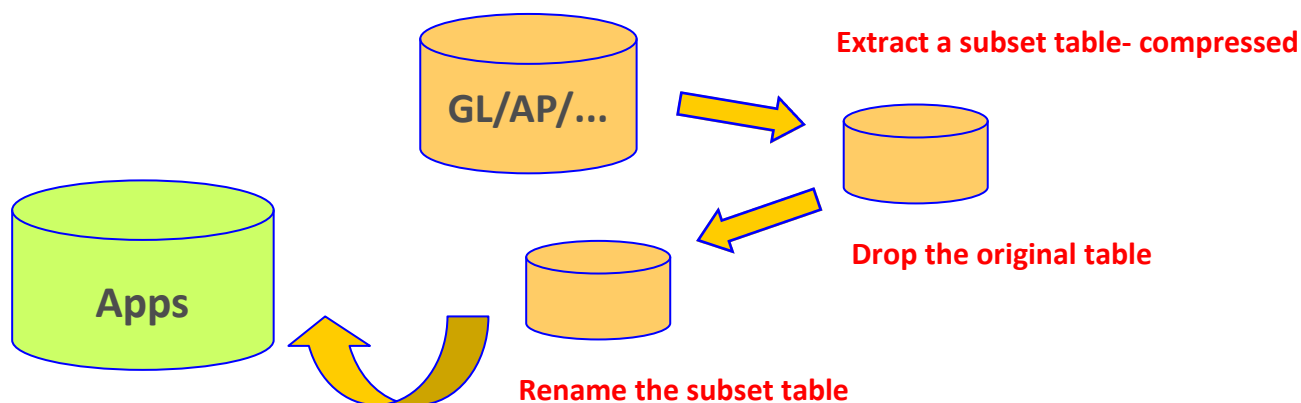 Extract a subset table- compressed
GL/AP/...
Drop the original table
Apps
Rename the subset table